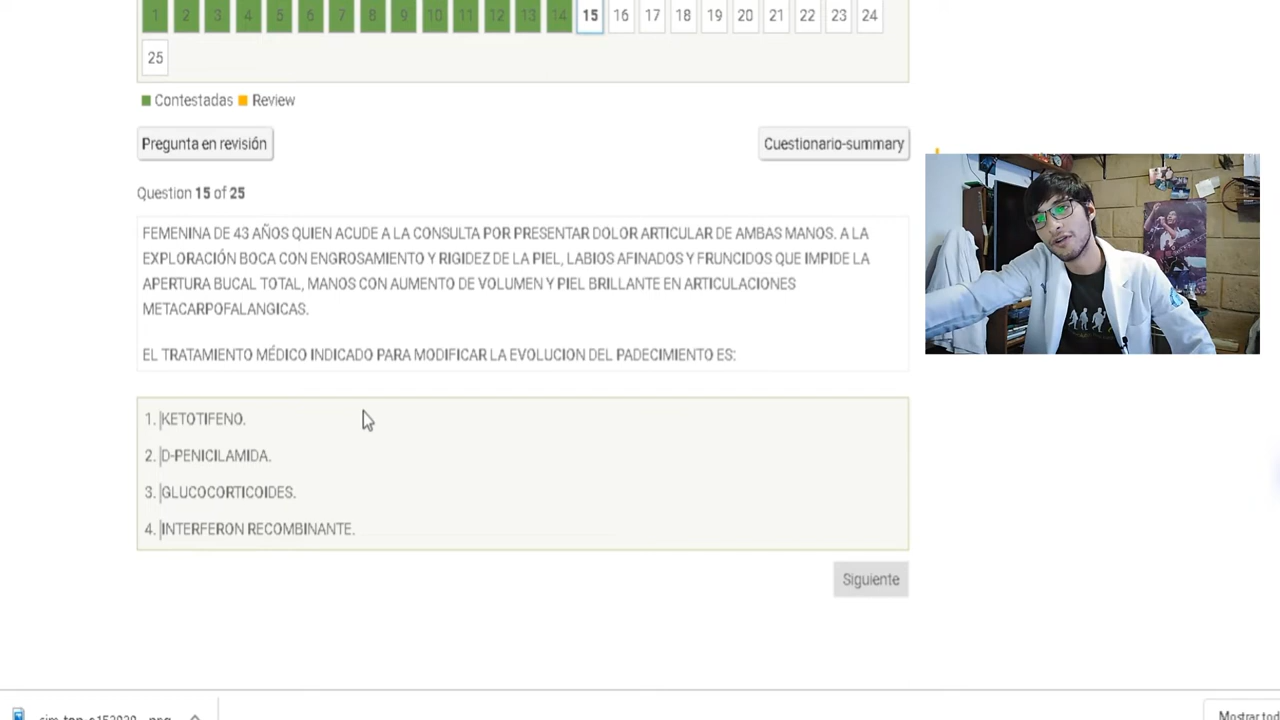 1 2 3 4 5 6 7 8 9 10 11 12 13 14 15 16 17 18 19 20 21 22 23 24
25
Contestadas Review
Pregunta en revisión Cuestionario-summary
Question 15 of 25
FEMENINA DE 43 AÑOS QUIEN ACUDE A LA CONSULTA POR PRESENTAR DOLOR ARTICULAR DE AMBAS MANOS. A LA
EXPLORACIÓN BOCA CON ENGROSAMIENTO Y RIGIDEZ DE LA PIEL, LABIOS AFINADOS Y FRUNCIDOS QUE IMPIDE LA
APERTURA BUCAL TOTAL, MANOS CON AUMENTO DE VOLUMEN Y PIEL BRILLANTE EN ARTICULACIONES
METACARPOFALANGICAS.
EL TRATAMIENTO MÉDICO INDICADO PARA MODIFICAR LA EVOLUCION DEL PADECIMIENTO ES:
1. KETOTIFENO.
2. D-PENICILAMIDA.
3. GLUCOCORTICOIDES.
4. INTERFERON RECOMBINANTE.
Siguiente